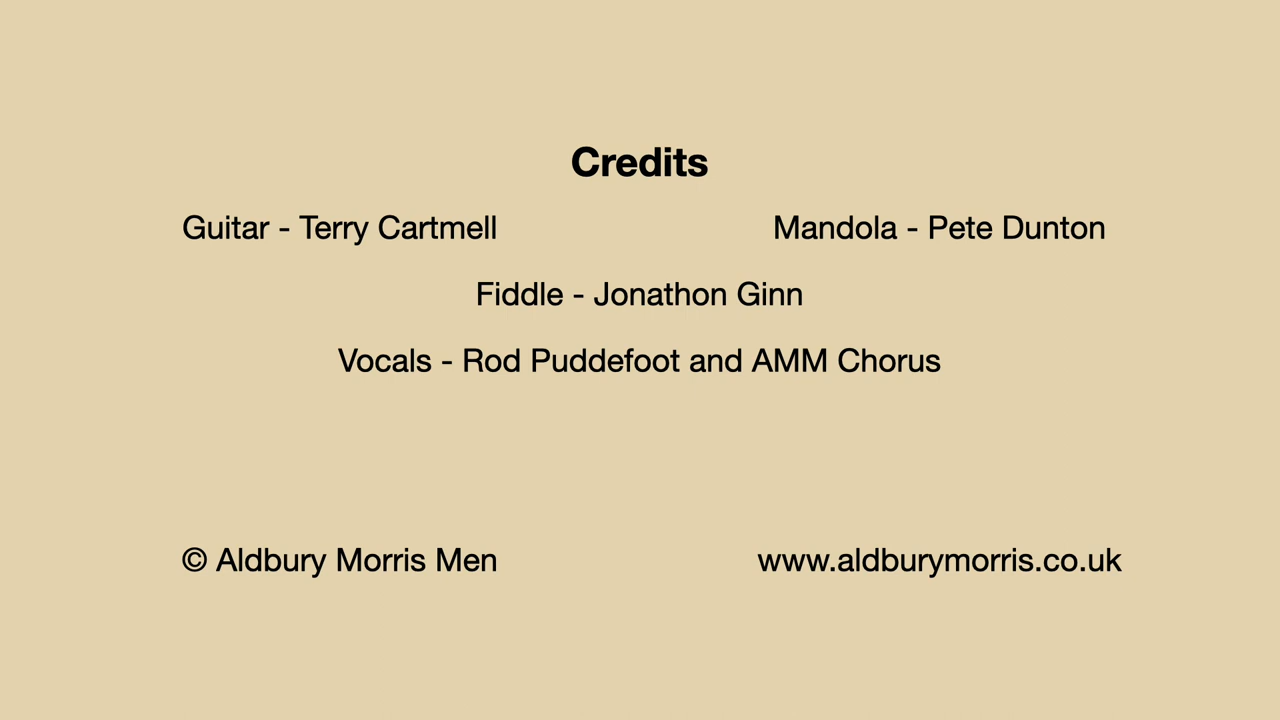 Credits
Guitar - Terry Cartmell
Mandola - Pete Dunton
Fiddle - Jonathon Ginn
Vocals - Rod Puddefoot and AMM Chorus
© Aldbury Morris Men
www.aldburymorris.co.uk